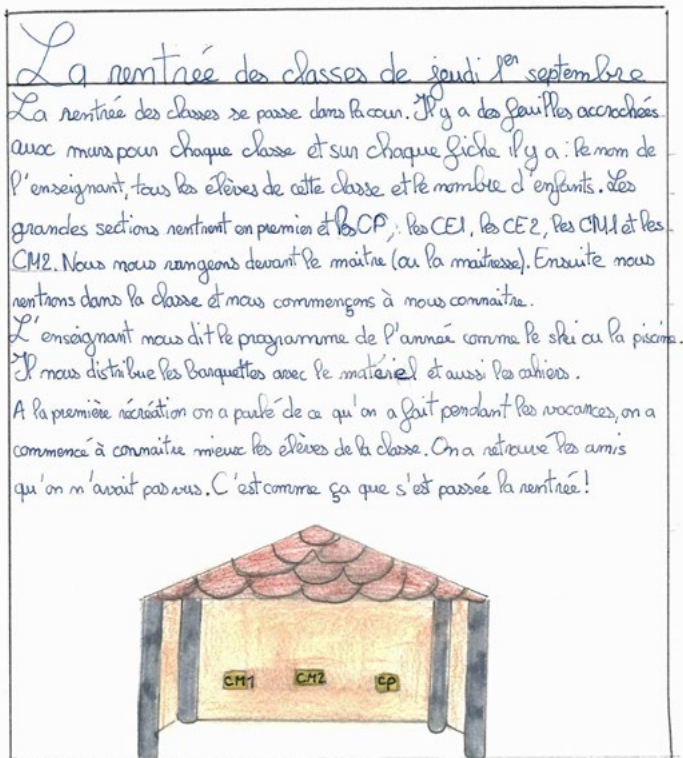 La rentrée des classes de jeudi 1er septembre
La rentrée des classes se passe dans la cour. Il y a des feuilles accrochées
aux murs pour chaque classe et sur chaque fiche il y a : le nom de
l'enseignant, tous les élèves de cette classe et le nombre d'enfants. Les
grandes sections rentrent en premier et les CP, les CE1, les CE2, les CM1 et les
CM2. Nous nous rangeons devant le maitre (ou la maitresse). Ensuite nous
rentrons dans la classe et nous commençons à nous connaitre.
L'enseignant nous dit le programme de l'année comme le ski ou la piscine.
Il nous distribue les barquettes avec le matériel et aussi les cahiers.
A la première récréation on a parlé de ce qu'on a fait pendant les vacances, on a
commencé à connaitre mieux les élèves de la classe. On a retrouvé les amis
qu'on n'avait pas vus. C'est comme ça que s'est passée la rentrée !
CM1 CM2 CP